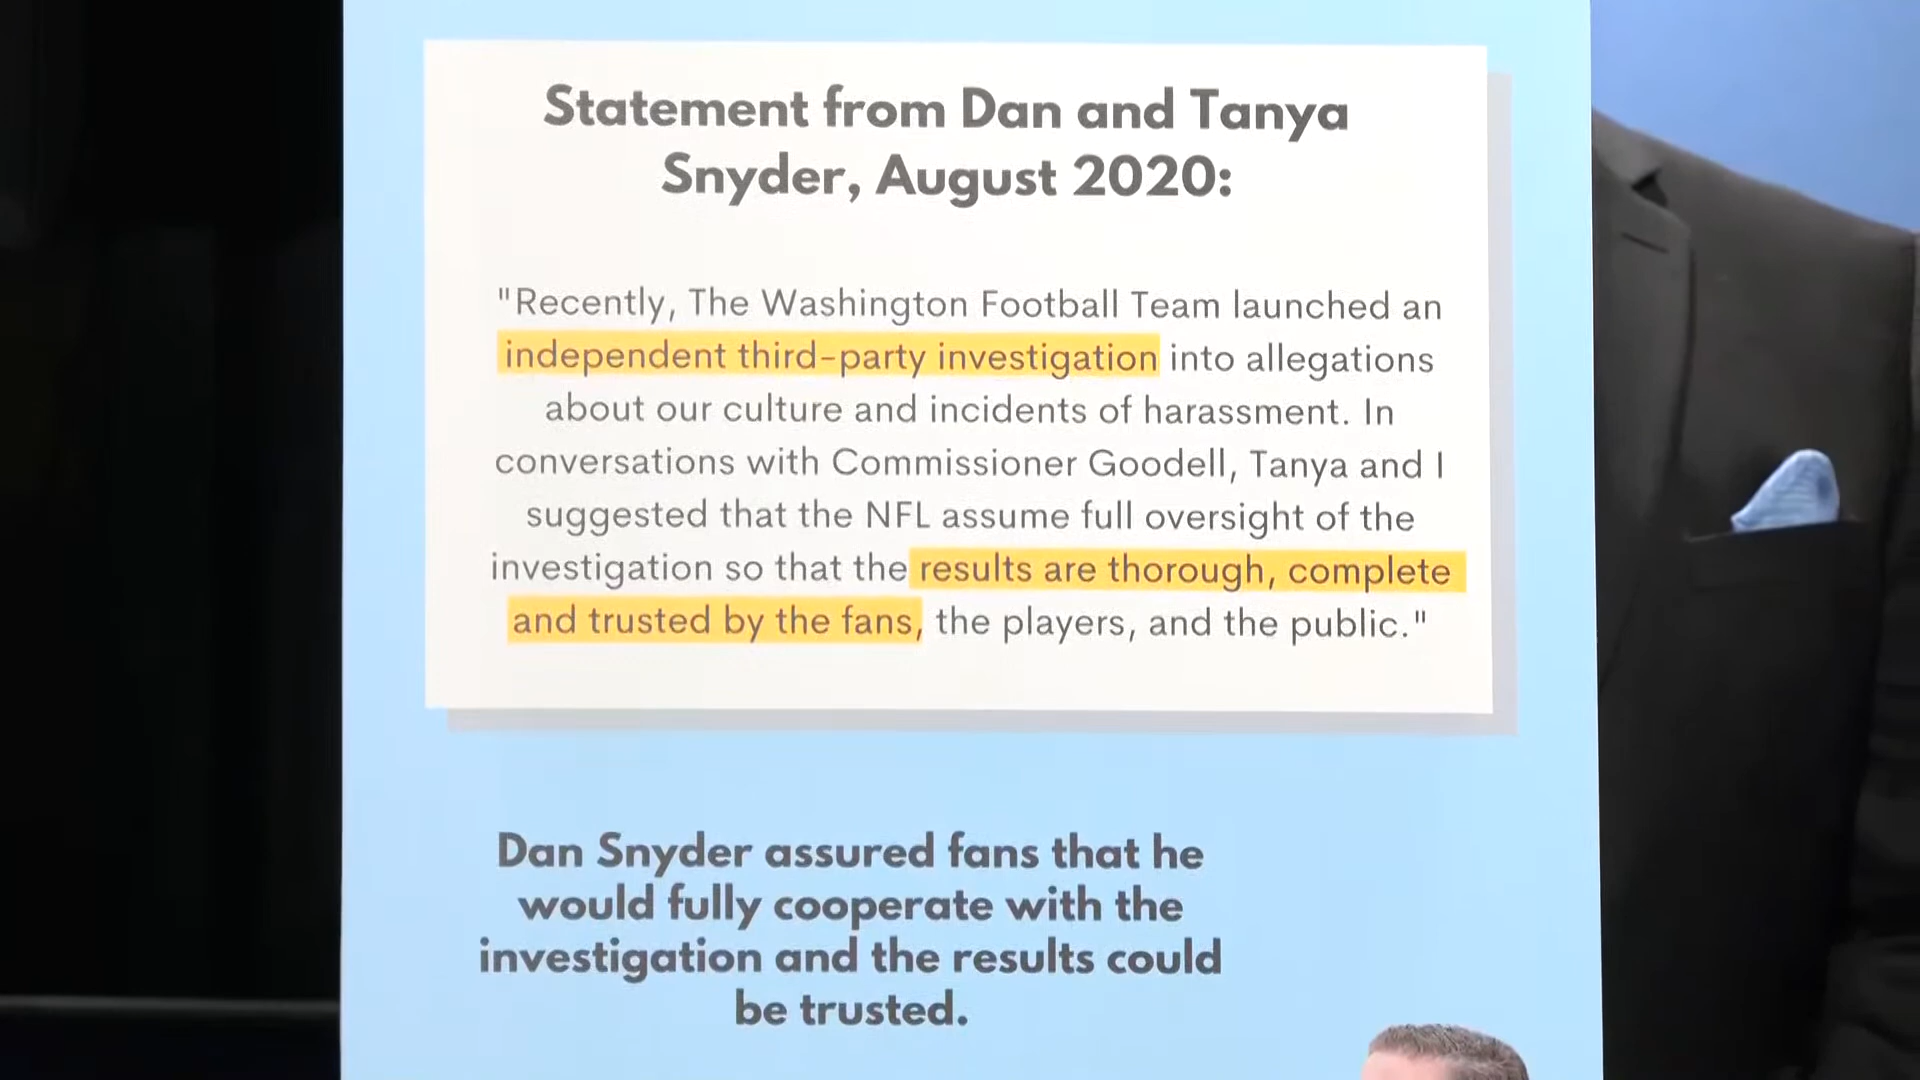 Statement from Dan and Tanya
Snyder, August 2020:
"Recently, The Washington Football Team launched an
independent third-party investigation into allegations
about our culture and incidents of harassment. In
conversations with Commissioner Goodell, Tanya and I
suggested that the NFL assume full oversight of the
investigation so that the results are thorough, complete
and trusted by the fans, the players, and the public."
Dan Snyder assured fans that he
would fully cooperate with the
investigation and the results could
be trusted.